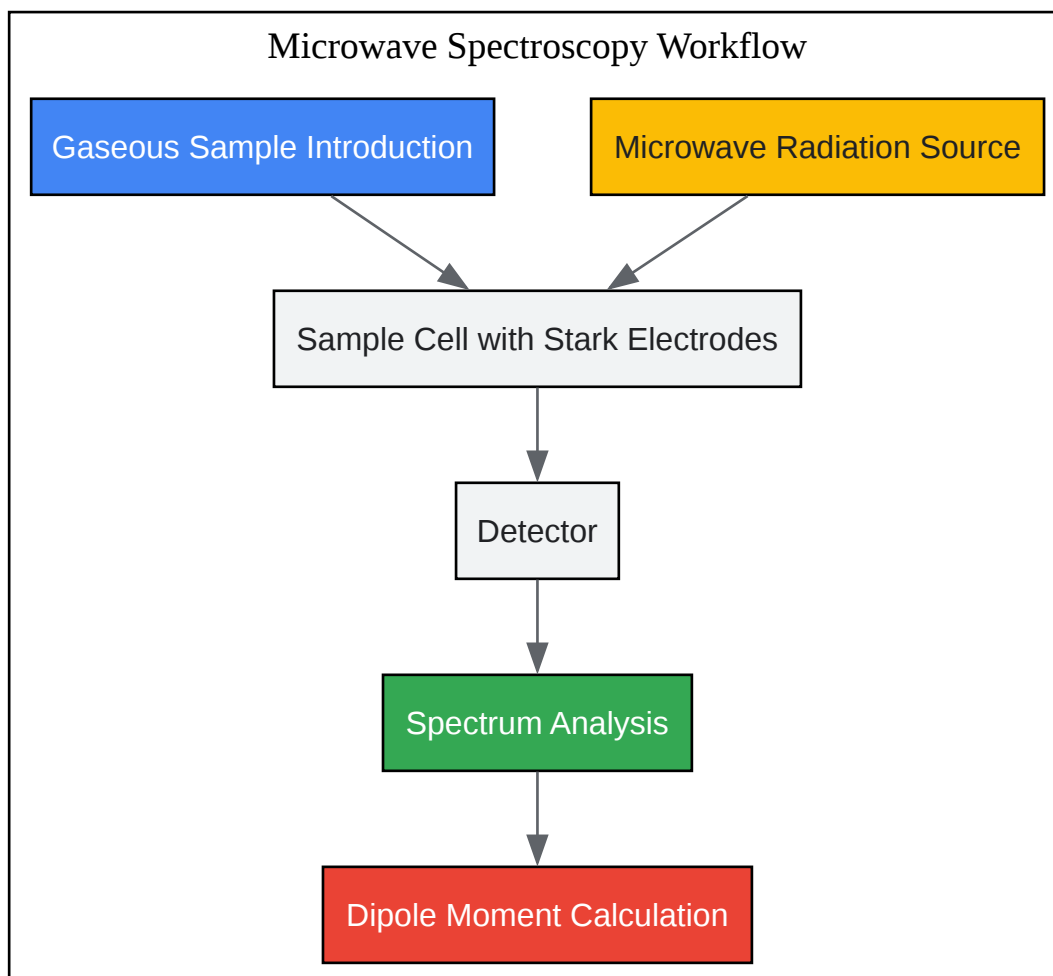 Microwave Spectroscopy Workflow
Gaseous Sample Introduction
Microwave Radiation Source
Sample Cell with Stark Electrodes
Detector
Spectrum Analysis
Dipole Moment Calculation